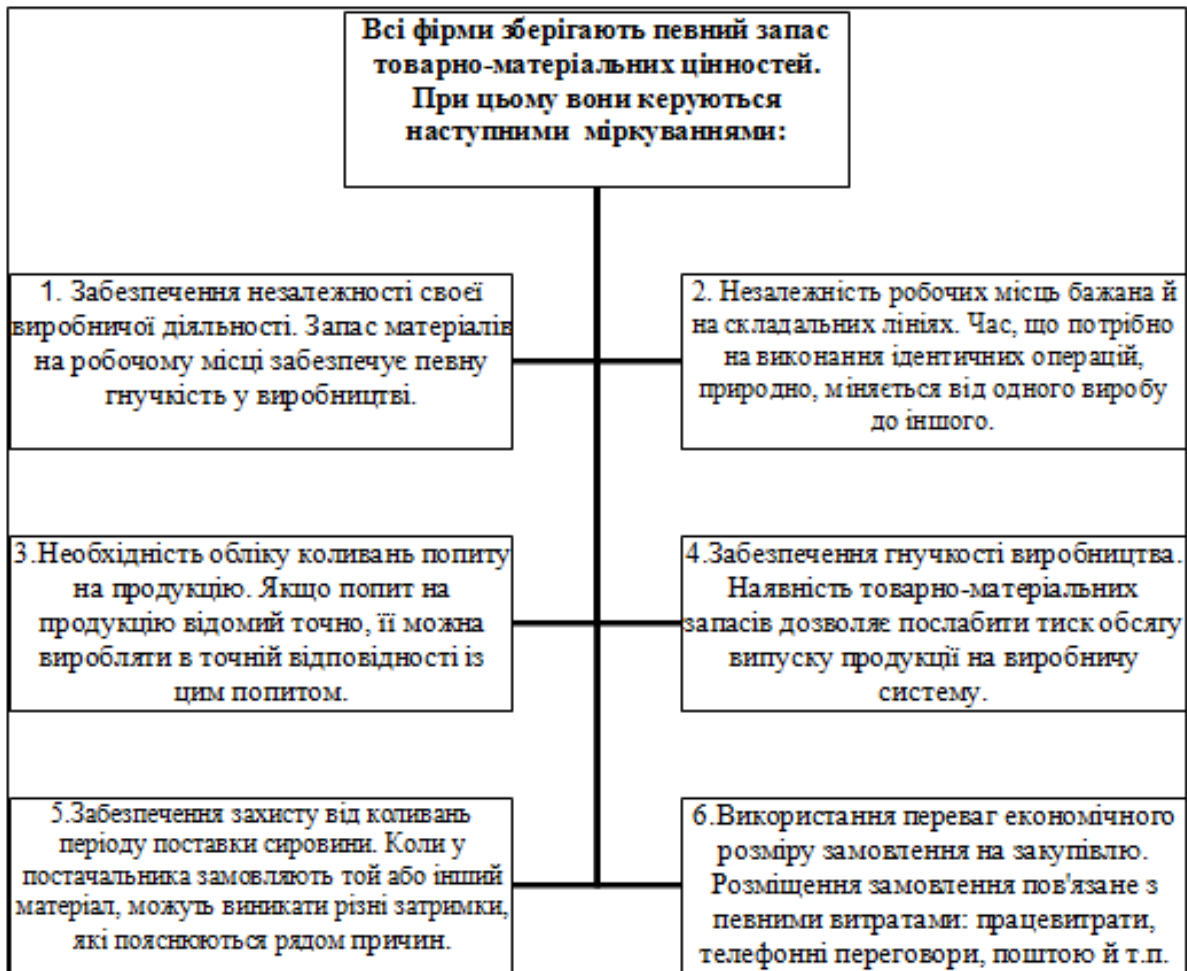 Всі фірми зберігають певний запас
товарно-матеріальних цінностей.
При цьому вони керуються
наступними міркуваннями:
1. Забезпечення незалежності своєї
виробничої діяльності. Запас матеріалів
на робочому місці забезпечує певну
гнучкість у виробництві.
2. Незалежність робочих місць бажана й
на складальних лініях. Час, що потрібно
на виконання ідентичних операцій,
природно, міняється від одного виробу
до іншого.
3.Необхідність обліку коливань попиту
на продукцію. Якщо попит на
продукцію відомий точно, її можна
виробляти в точній відповідності із
цим попитом.
4.Забезпечення гнучкості виробництва.
Наявність товарно-матеріальних
запасів дозволяє послабити тиск обсягу
випуску продукції на виробничу
систему.
5.Забезпечення захисту від коливань
періоду поставки сировини. Коли у
постачальника замовляють той або інший
матеріал, можуть виникати різні затримки,
які пояснюються рядом причин.
6.Використання переваг економічного
розміру замовлення на закупівлю.
Розміщення замовлення пов'язане з
певними витратами: працевитрати,
телефонні переговори, поштою й т.п.